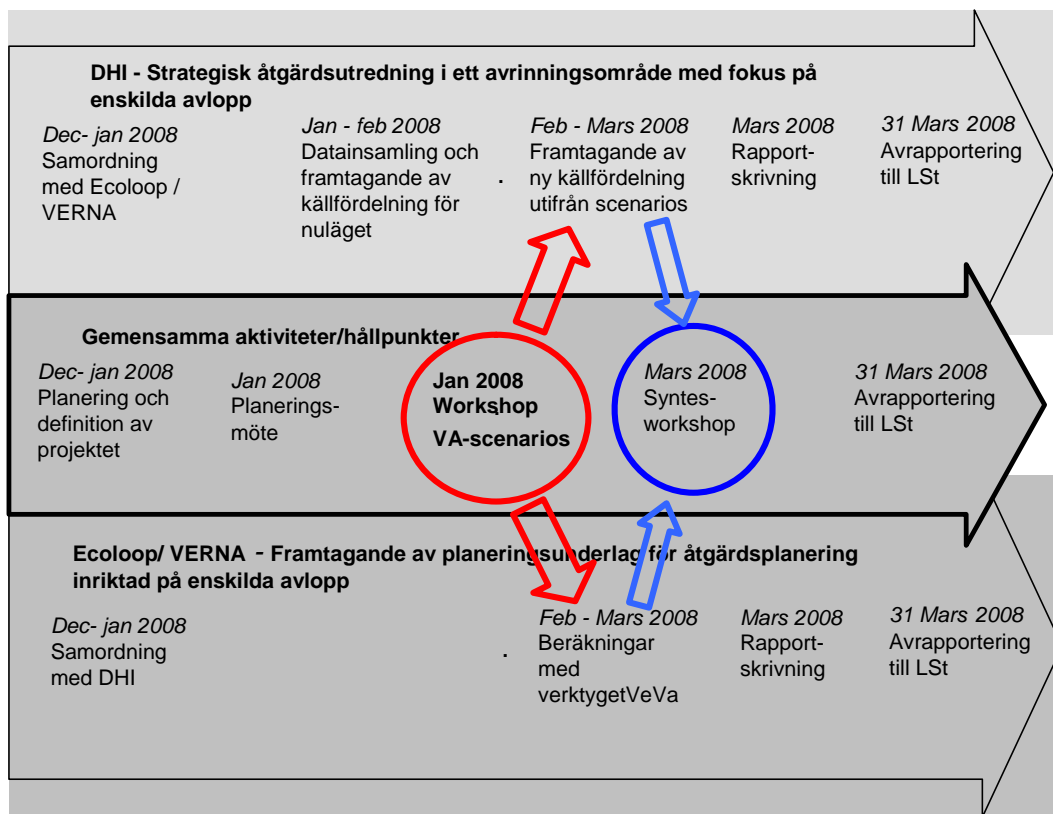 DHI - Strategisk åtgärdsutredning i ett avrinningsområde med fokus på
enskilda avlopp
Dec- jan 2008
Samordning
med Ecoloop /
VERNA
Jan - feb 2008
Datainsamling och
framtagande av
källfördelning för
nuläget
.
Feb - Mars 2008
Framtagande av
ny källfördelning
utifrån scenarios
Mars 2008
Rapport-
skrivning
31 Mars 2008
Avrapportering
till LSt
Gemensamma aktiviteter/hållpunkter
Dec- jan 2008
Planering och
definition av
projektet
Jan 2008
Planerings-
möte
Jan 2008
Workshop
VA-scenarios
Mars 2008
Syntes-
workshop
31 Mars 2008
Avrapportering
till LSt
Ecoloop/ VERNA - Framtagande av planeringsunderlag för åtgärdsplanering
inriktad på enskilda avlopp
Dec- jan 2008
Samordning
med DHI
.
Feb - Mars 2008
Beräkningar
med
verktygetVeVa
Mars 2008
Rapport-
skrivning
31 Mars 2008
Avrapportering
till LSt